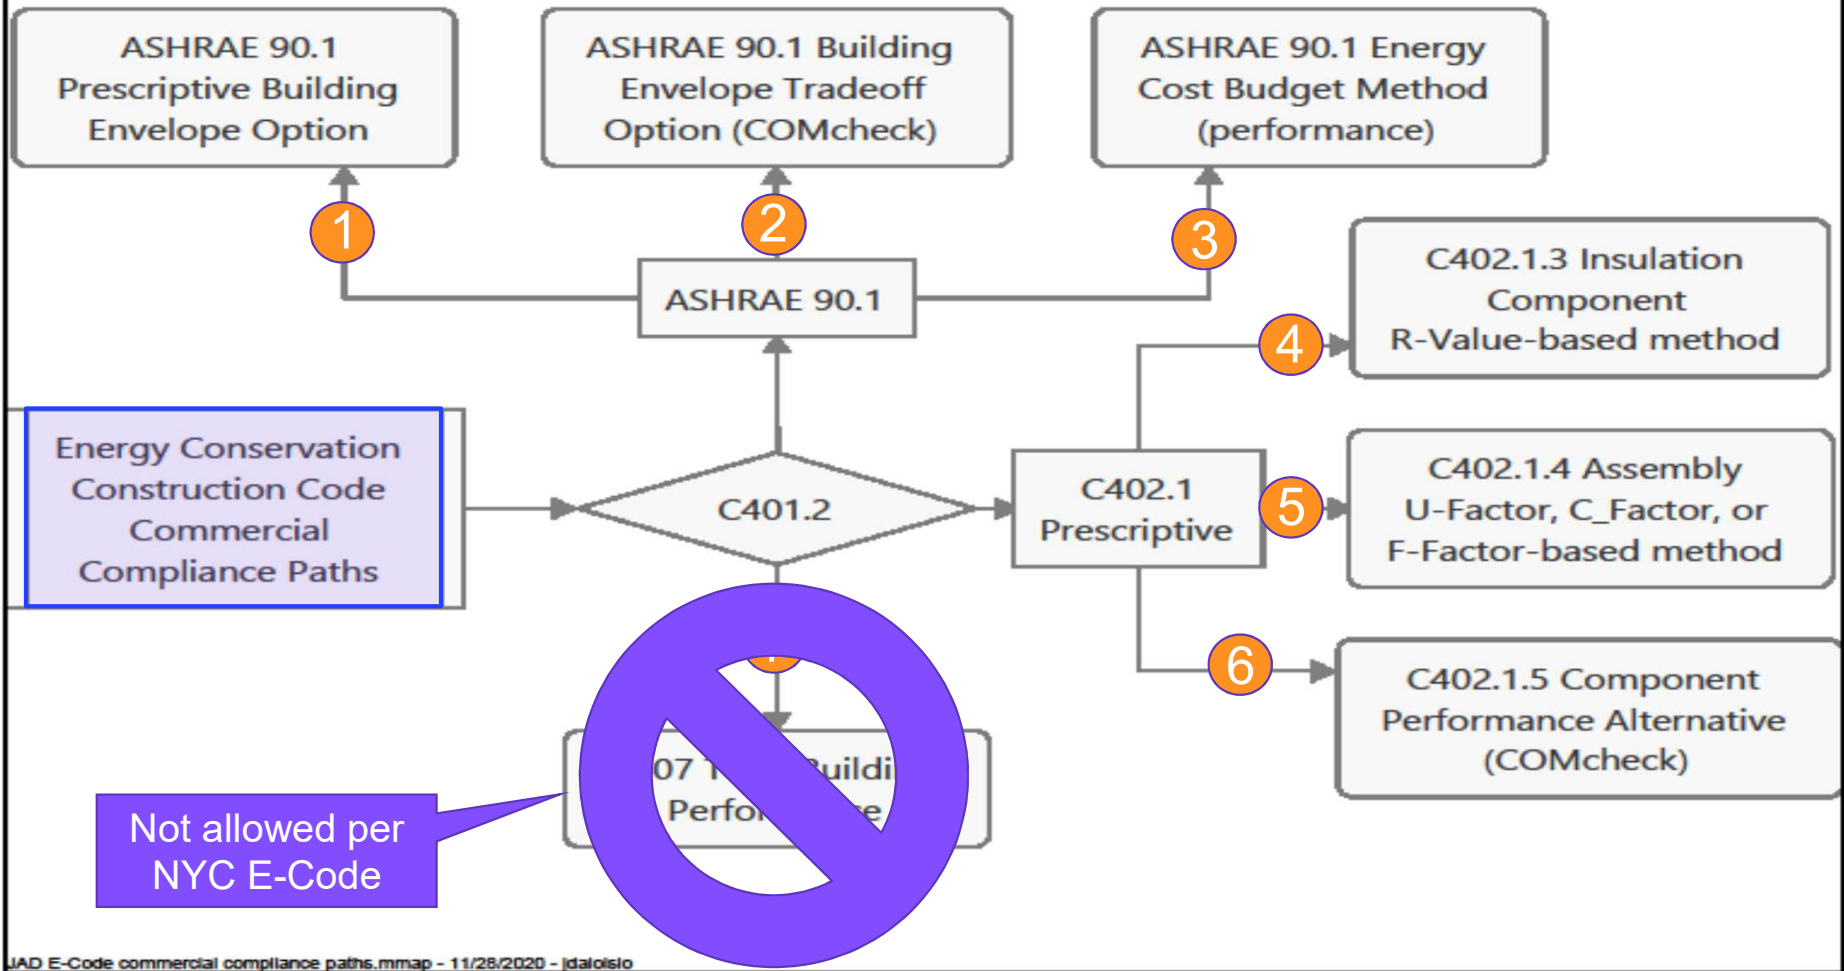 ASHRAE 90.1
Prescriptive Building
Envelope Option
ASHRAE 90.1 Building
Envelope Tradeoff
Option (COMcheck)
ASHRAE 90.1 Energy
Cost Budget Method
(performance)
1
2
3
ASHRAE 90.1
C402.1.3 Insulation
Component
R-Value-based method
4
Energy Conservation
Construction Code
Commercial
Compliance Paths
C401.2
C402.1
Prescriptive
5
C402.1.4 Assembly
U-Factor, C_Factor, or
F-Factor-based method
6
C402.1.5 Component
Performance Alternative
(COMcheck)
07
Not allowed per
NYC E-Code
JAD E-Code commercial compliance paths.mmap - 11/28/2020 - jdaloisio